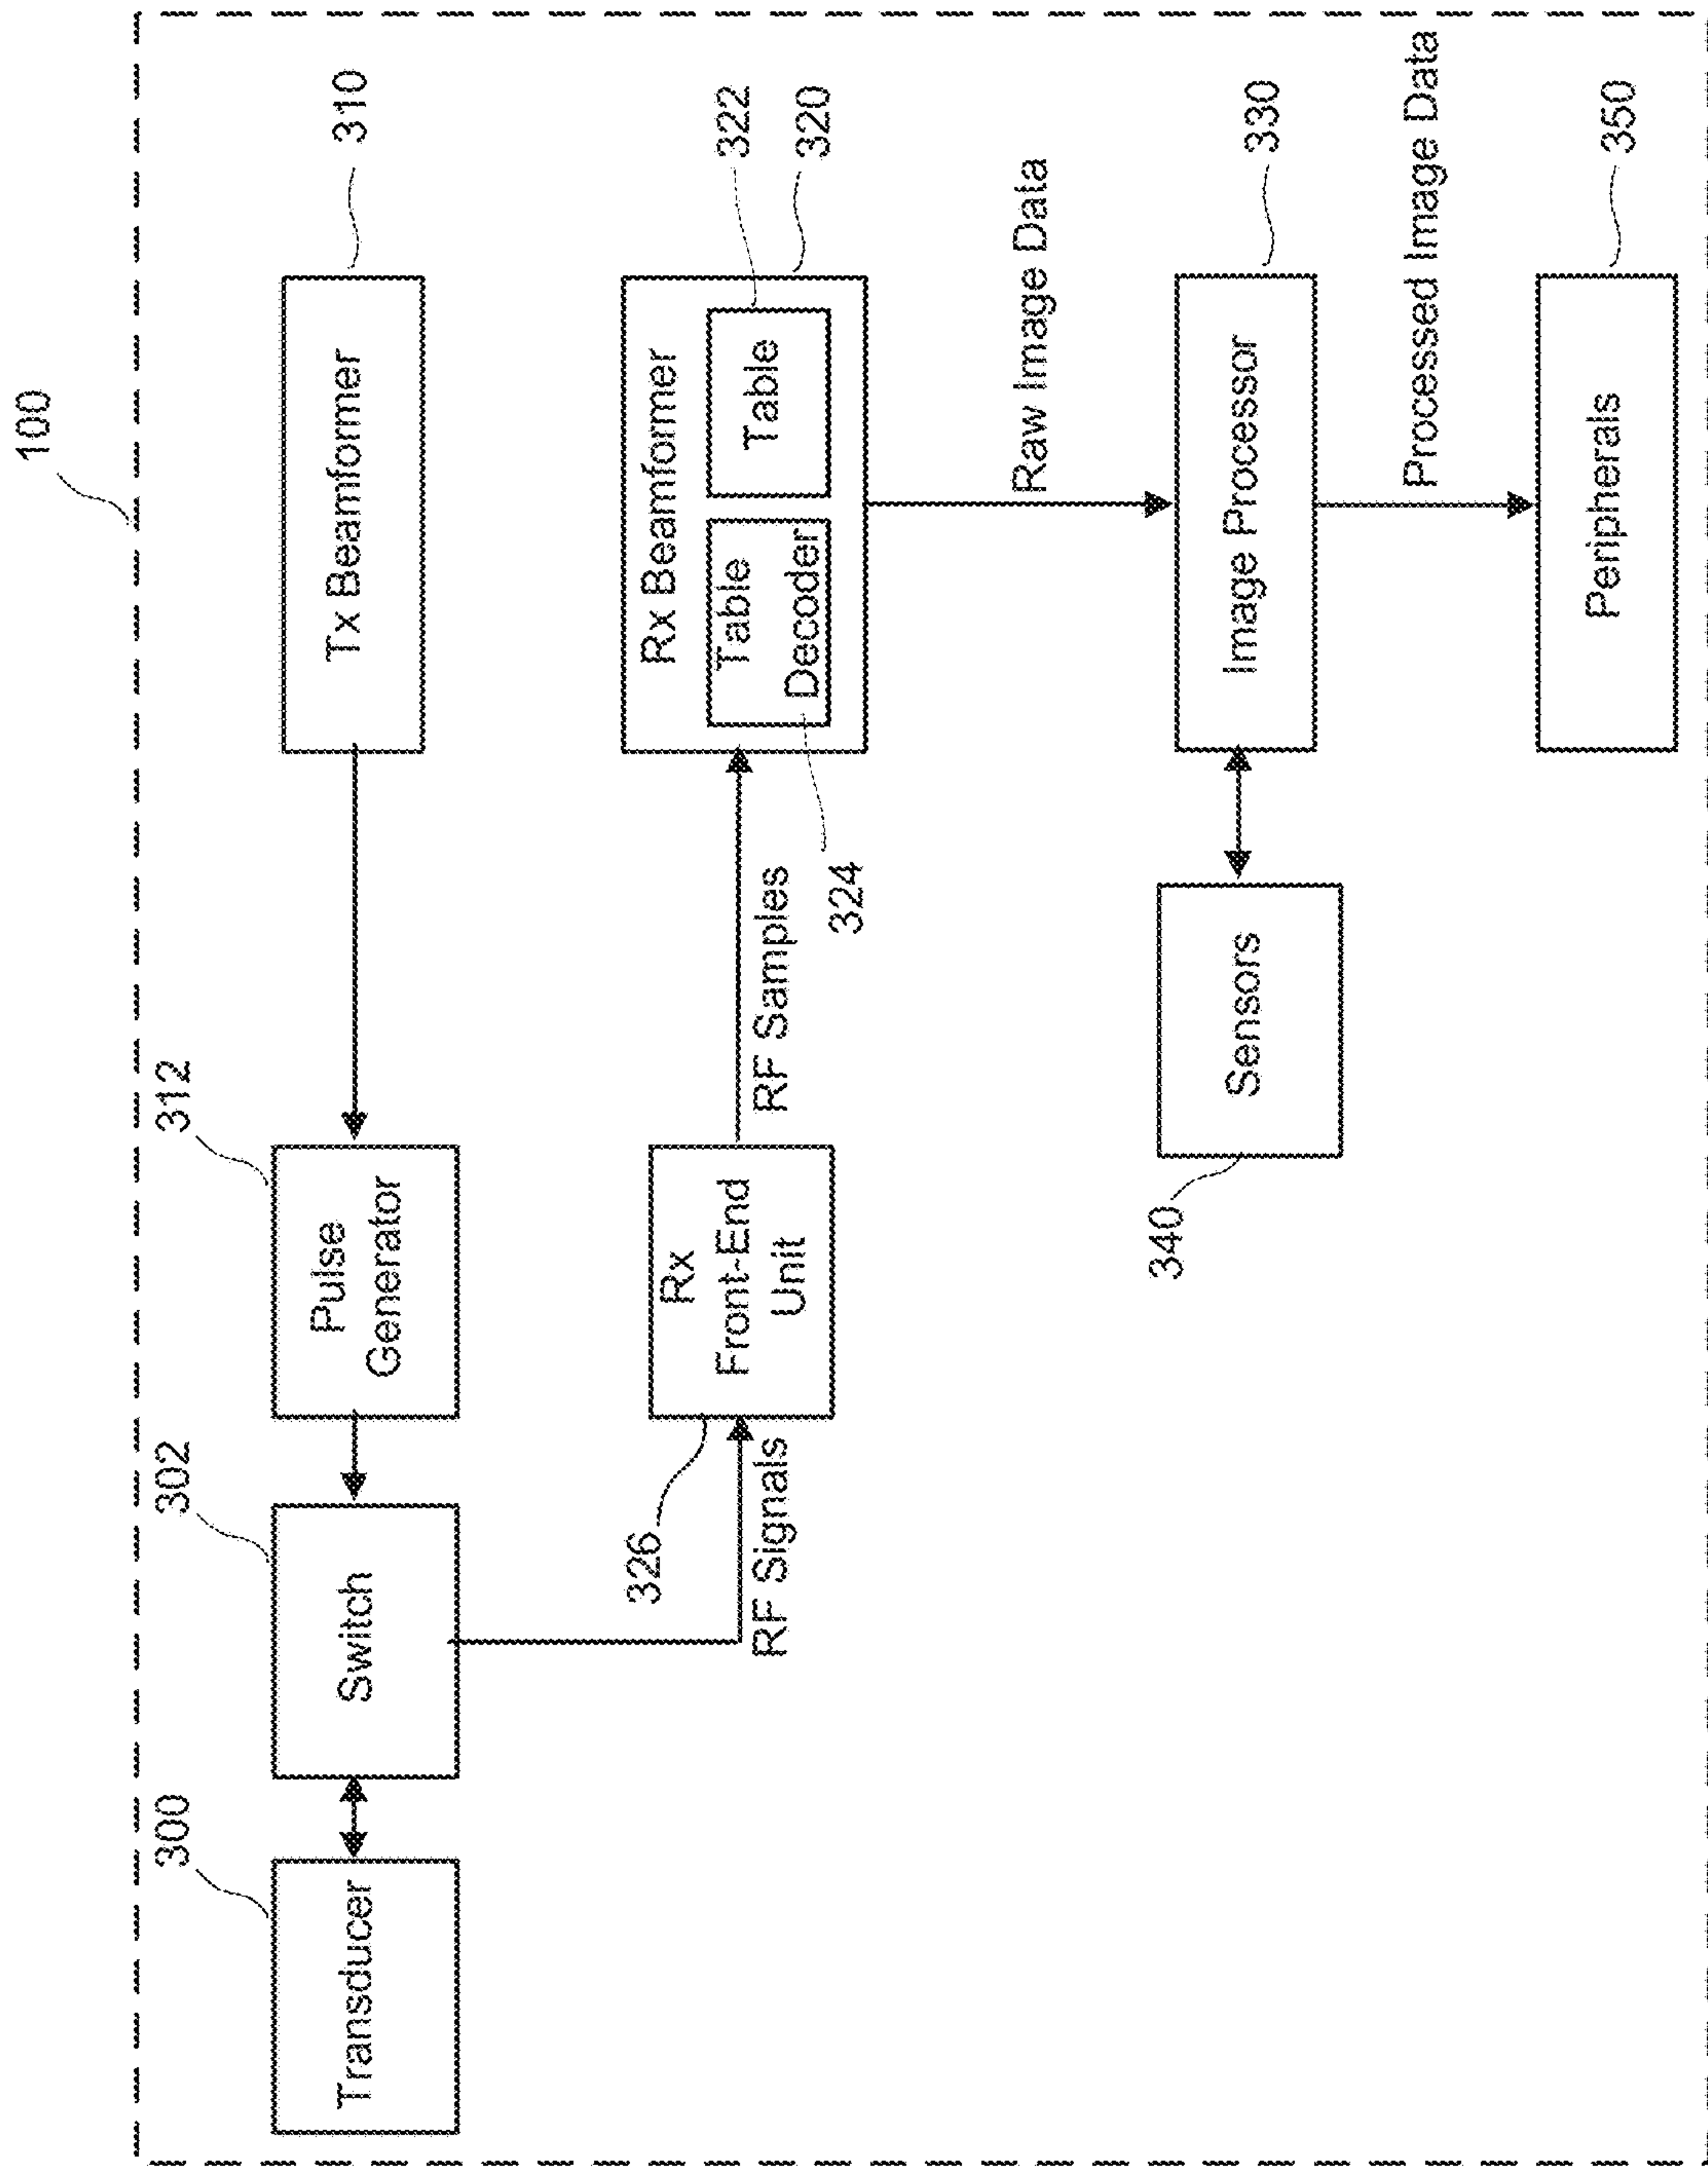 100
300
302
312
310
Transducer
Switch
Pulse
Generator
Tx Beamformer
326
Rx
Front-End
Unit
RF Signals
RF Samples
Rx Beamformer
Table
Decoder
Table
322
320
324
Raw Image Data
340
Sensors
Image Processor
330
Processed Image Data
Peripherals
350